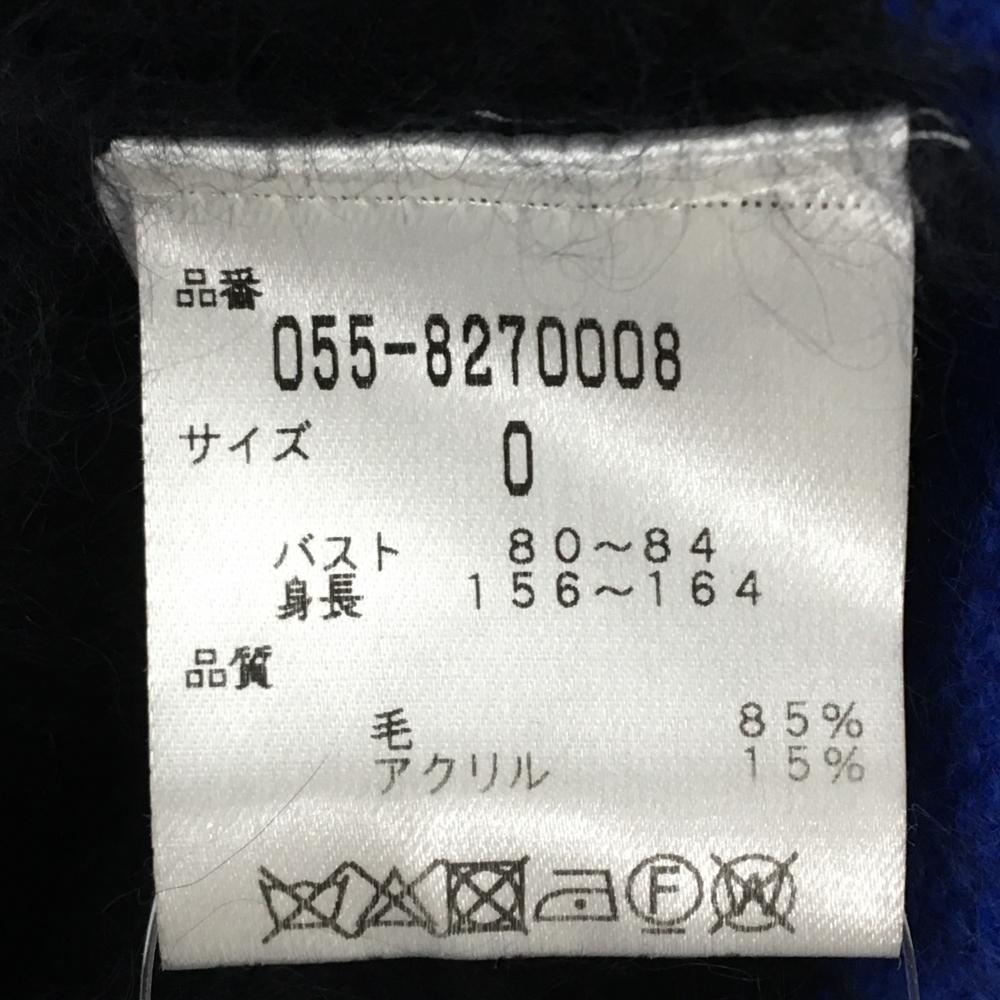 品番
055-8270008
サイズ 0
バスト 80~84
身長 156~164
品質
毛 85%
アクリル 15%
F W